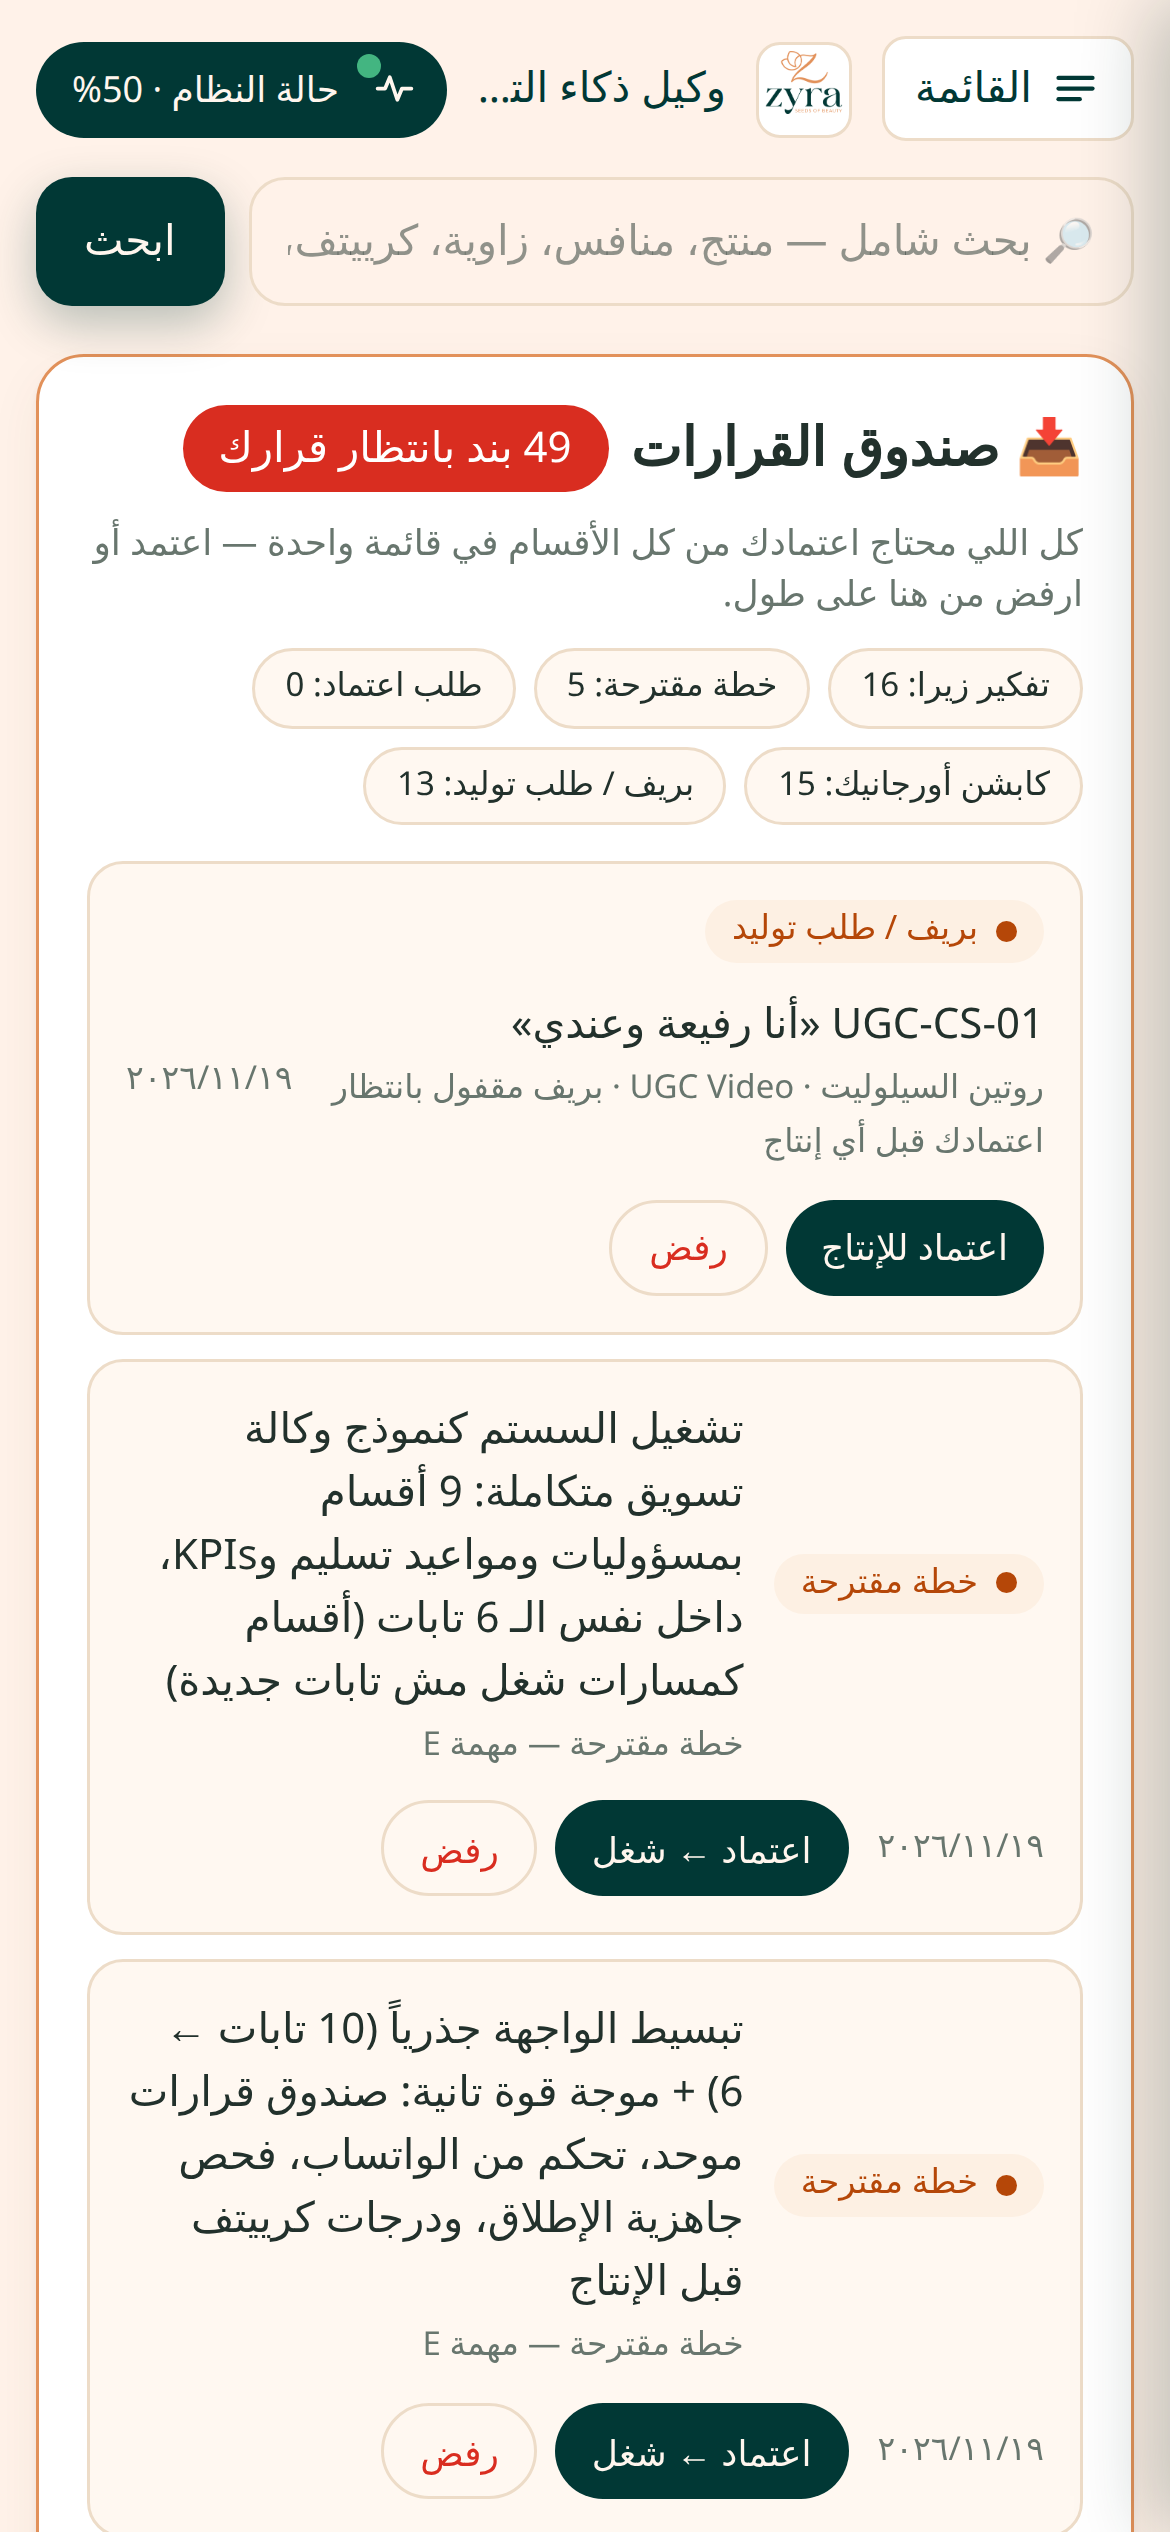 القائمة
zyra
وكيل ذكاء الت...
حالة النظام · 50%
🔎 بحث شامل — منتج، منافس، زاوية، كرييتف،
ابحث
📥 صندوق القرارات
49 بند بانتظار قرارك
كل اللي محتاج اعتمادك من كل الأقسام في قائمة واحدة — اعتمد أو
ارفض من هنا على طول.
تفكير زيرا: 16
خطة مقترحة: 5
طلب اعتماد: 0
كابشن أورجانيك: 15
بريف / طلب توليد: 13
بريف / طلب توليد
UGC-CS-01 «أنا رفيعة وعندي»
روتين السيلوليت · UGC Video · بريف مقفول بانتظار
اعتمادك قبل أي إنتاج
٢٠٢٦/١١/١٩
اعتماد للإنتاج
رفض
خطة مقترحة
تشغيل السستم كنموذج وكالة
تسويق متكاملة: 9 أقسام
بمسؤوليات ومواعيد تسليم وKPIs،
داخل نفس الـ 6 تابات (أقسام
كمسارات شغل مش تابات جديدة)
خطة مقترحة — مهمة E
٢٠٢٦/١١/١٩
اعتماد ← شغل
رفض
خطة مقترحة
تبسيط الواجهة جذرياً (10 تابات ←
6) + موجة قوة تانية: صندوق قرارات
موحد، تحكم من الواتساب، فحص
جاهزية الإطلاق، ودرجات كرييتف
قبل الإنتاج
خطة مقترحة — مهمة E
٢٠٢٦/١١/١٩
اعتماد ← شغل
رفض